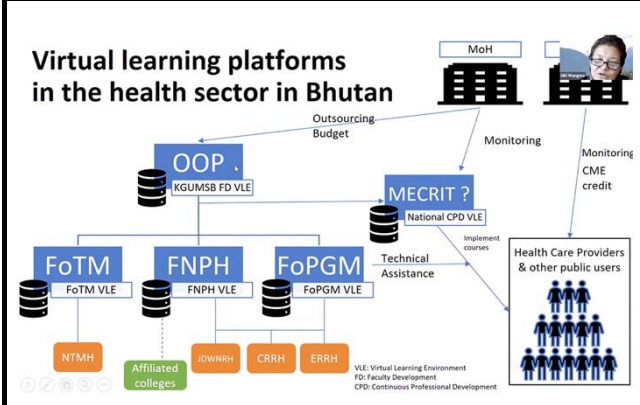 Virtual learning platforms
in the health sector in Bhutan
MoH
Outsourcing
Budget
Monitoring
Monitoring
CME
credit
OOP
KGUMSB FD VLE
MECRIT ?
National CPD VLE
Implement
courses
Technical
Assistance
FoTM
FoTM VLE
FNPH
FNPH VLE
FoPGM
FoPGM VLE
Health Care Providers
& other public users
NTMH
Affiliated
colleges
JDWNRH
CRRH
ERRH
VLE: Virtual Learning Environment
FD: Faculty Development
CPD: Continuous Professional Development